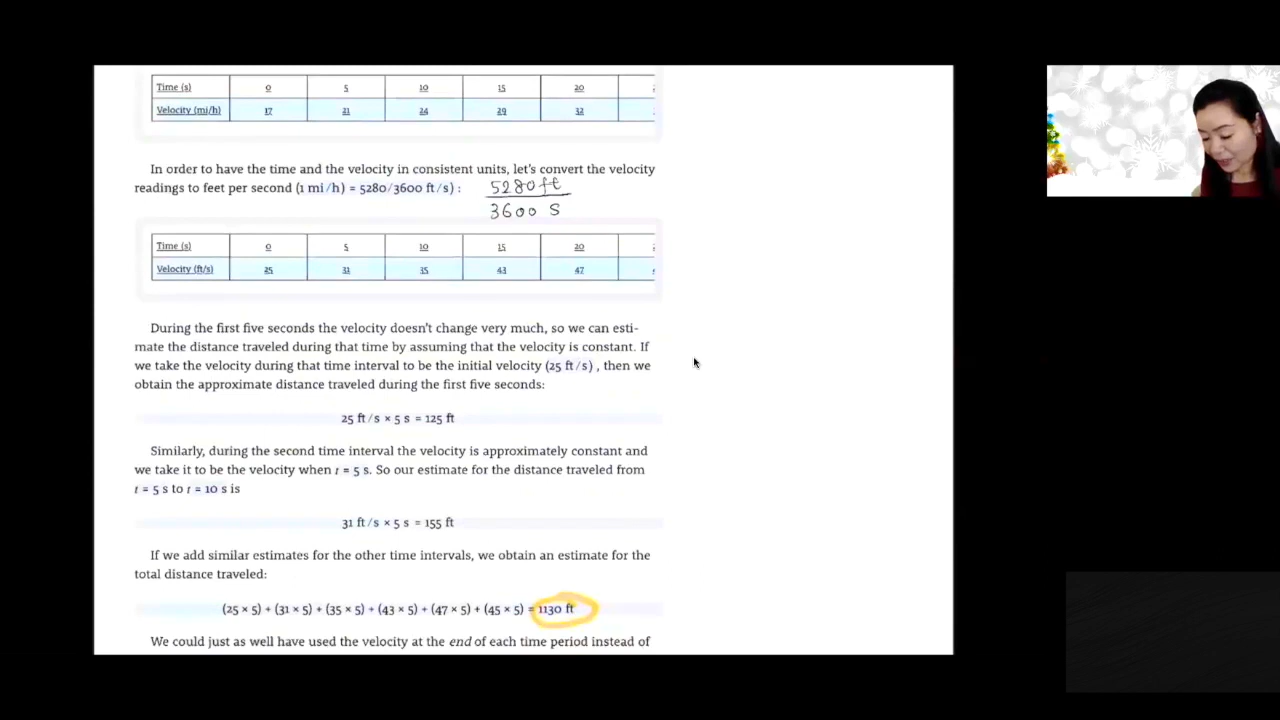 Time (s) 0 5 10 15 20
Velocity (mi/h) 17 21 24 29 32
In order to have the time and the velocity in consistent units, let's convert the velocity
readings to feet per second (1 mi/h) = 5280/3600 ft/s) :
5280 ft
3600 s
Time (s) 0 5 10 15 20
Velocity (ft/s) 25 31 35 43 47
During the first five seconds the velocity doesn't change very much, so we can esti-
mate the distance traveled during that time by assuming that the velocity is constant. If
we take the velocity during that time interval to be the initial velocity (25 ft/s) , then we
obtain the approximate distance traveled during the first five seconds:
25 ft/s × 5 s = 125 ft
Similarly, during the second time interval the velocity is approximately constant and
we take it to be the velocity when t = 5 s. So our estimate for the distance traveled from
t = 5 s to t = 10 s is
31 ft/s × 5 s = 155 ft
If we add similar estimates for the other time intervals, we obtain an estimate for the
total distance traveled:
(25 × 5) + (31 × 5) + (35 × 5) + (43 × 5) + (47 × 5) + (45 × 5) = 1130 ft
We could just as well have used the velocity at the end of each time period instead of